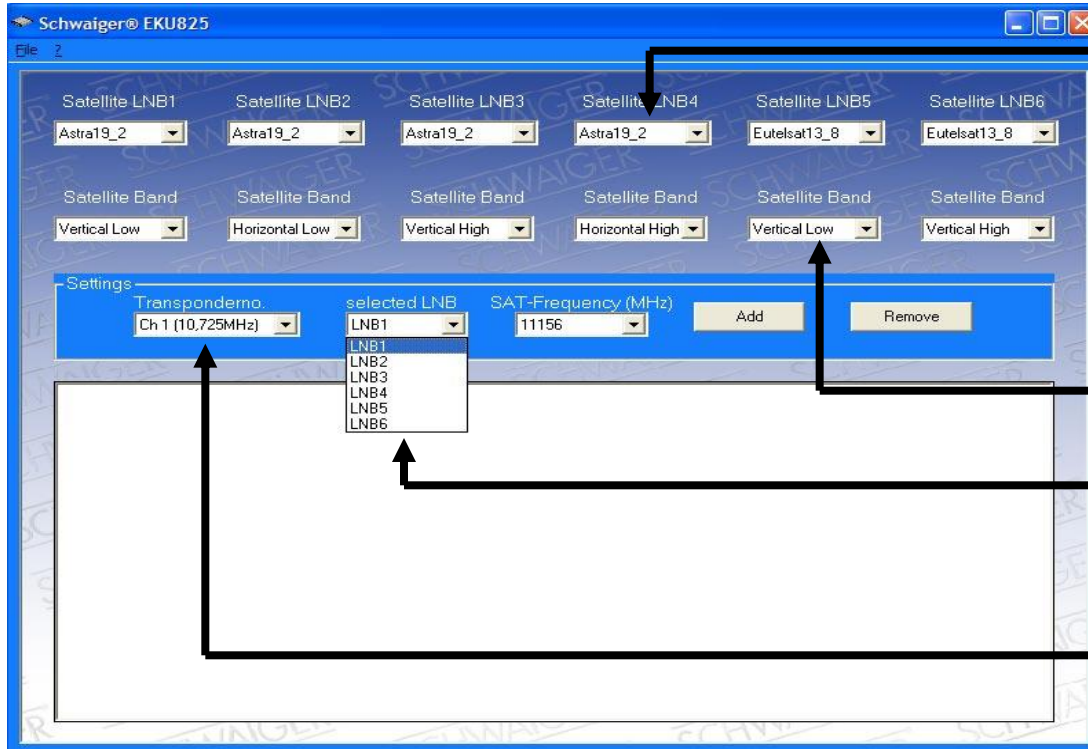 Schwaiger® EKU825
File ?
Satellite LNB1 Satellite LNB2 Satellite LNB3 Satellite LNB4 Satellite LNB5 Satellite LNB6
Astra19_2 Astra19_2 Astra19_2 Astra19_2 Eutelsat13_8 Eutelsat13_8
Satellite Band Satellite Band Satellite Band Satellite Band Satellite Band Satellite Band
Vertical Low Horizontal Low Vertical High Horizontal High Vertical Low Vertical High
Settings
Transponderno. selected LNB SAT-Frequency (MHz)
Ch 1 (10,725MHz) LNB1 11156 Add Remove
LNB1
LNB2
LNB3
LNB4
LNB5
LNB6